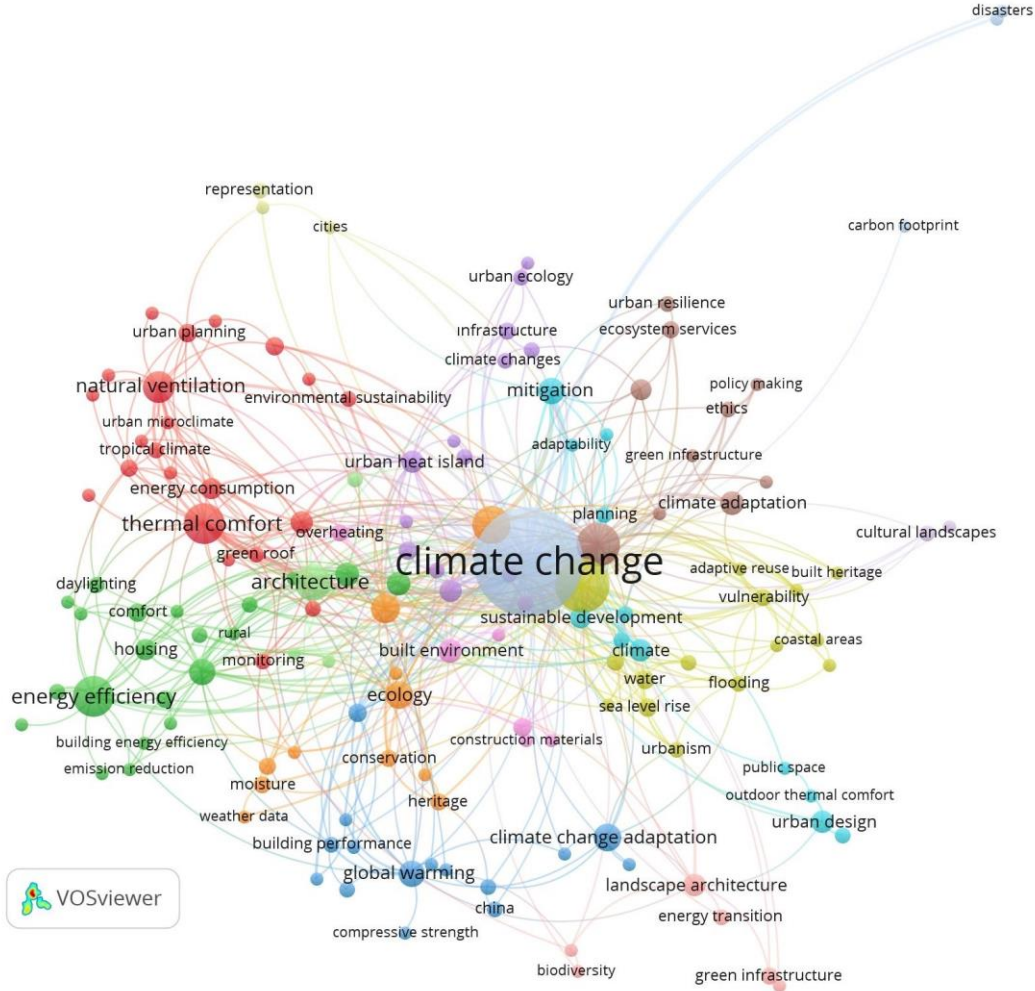 disasters
representation
cities
carbon footprint
urban ecology
urban resilience
infrastructure
ecosystem services
urban planning
climate changes
natural ventilation
environmental sustainability
mitigation
policy making
ethics
urban microclimate
tropical climate
adaptability
green infrastructure
urban heat island
energy consumption
climate adaptation
thermal comfort
overheating
planning
cultural landscapes
green roof
climate change
daylighting
architecture
adaptive reuse
built heritage
comfort
vulnerability
sustainable development
rural
housing
monitoring
built environment
climate
coastal areas
energy efficiency
ecology
water
flooding
sea level rise
building energy efficiency
construction materials
urbanism
emission reduction
conservation
moisture
public space
heritage
outdoor thermal comfort
weather data
urban design
building performance
climate change adaptation
global warming
landscape architecture
VOSviewer
china
energy transition
compressive strength
biodiversity
green infrastructure